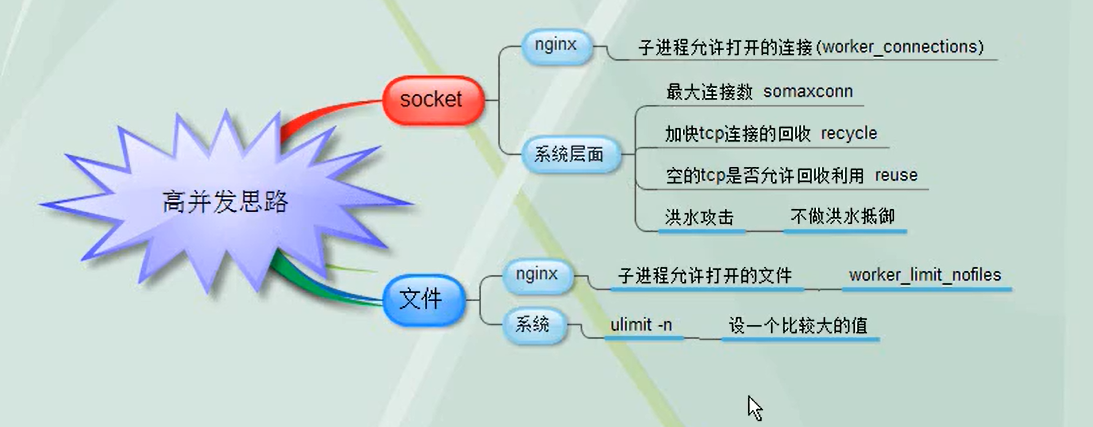 高并发思路
socket
nginx
子进程允许打开的连接(worker_connections)
系统层面
最大连接数 somaxconn
加快tcp连接的回收 recycle
空的tcp是否允许回收利用 reuse
洪水攻击 不做洪水抵御
文件
nginx
子进程允许打开的文件 worker_limit_nofiles
系统
ulimit -n 设一个比较大的值